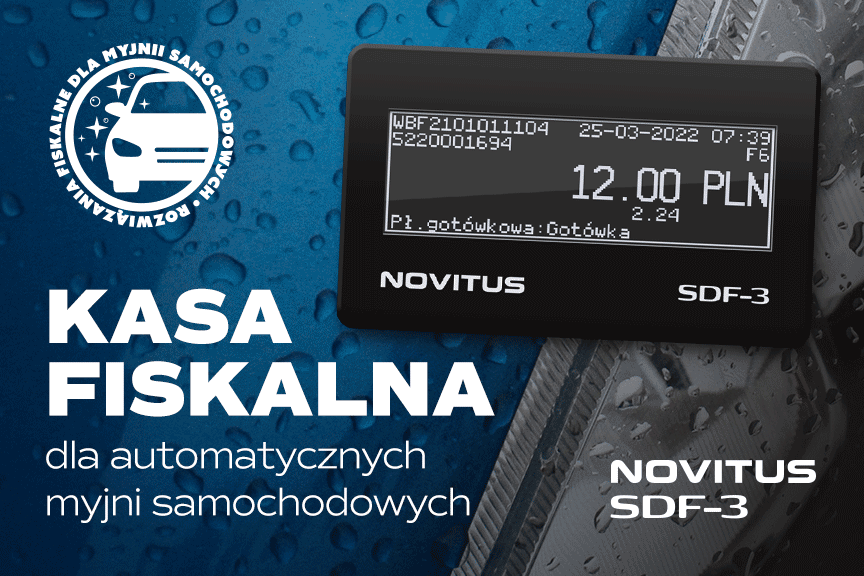 ROZWIĄZANIA FISKALNE DLA MYJNII SAMOCHODOWYCH •
WBF2101011104 25-03-2022 07:39
5220001694 F6
12.00 PLN
2.24
Pł.gotówkowa:Gotówka
NOVITUS SDF-3
KASA
FISKALNA
dla automatycznych
myjni samochodowych
NOVITUS
SDF-3